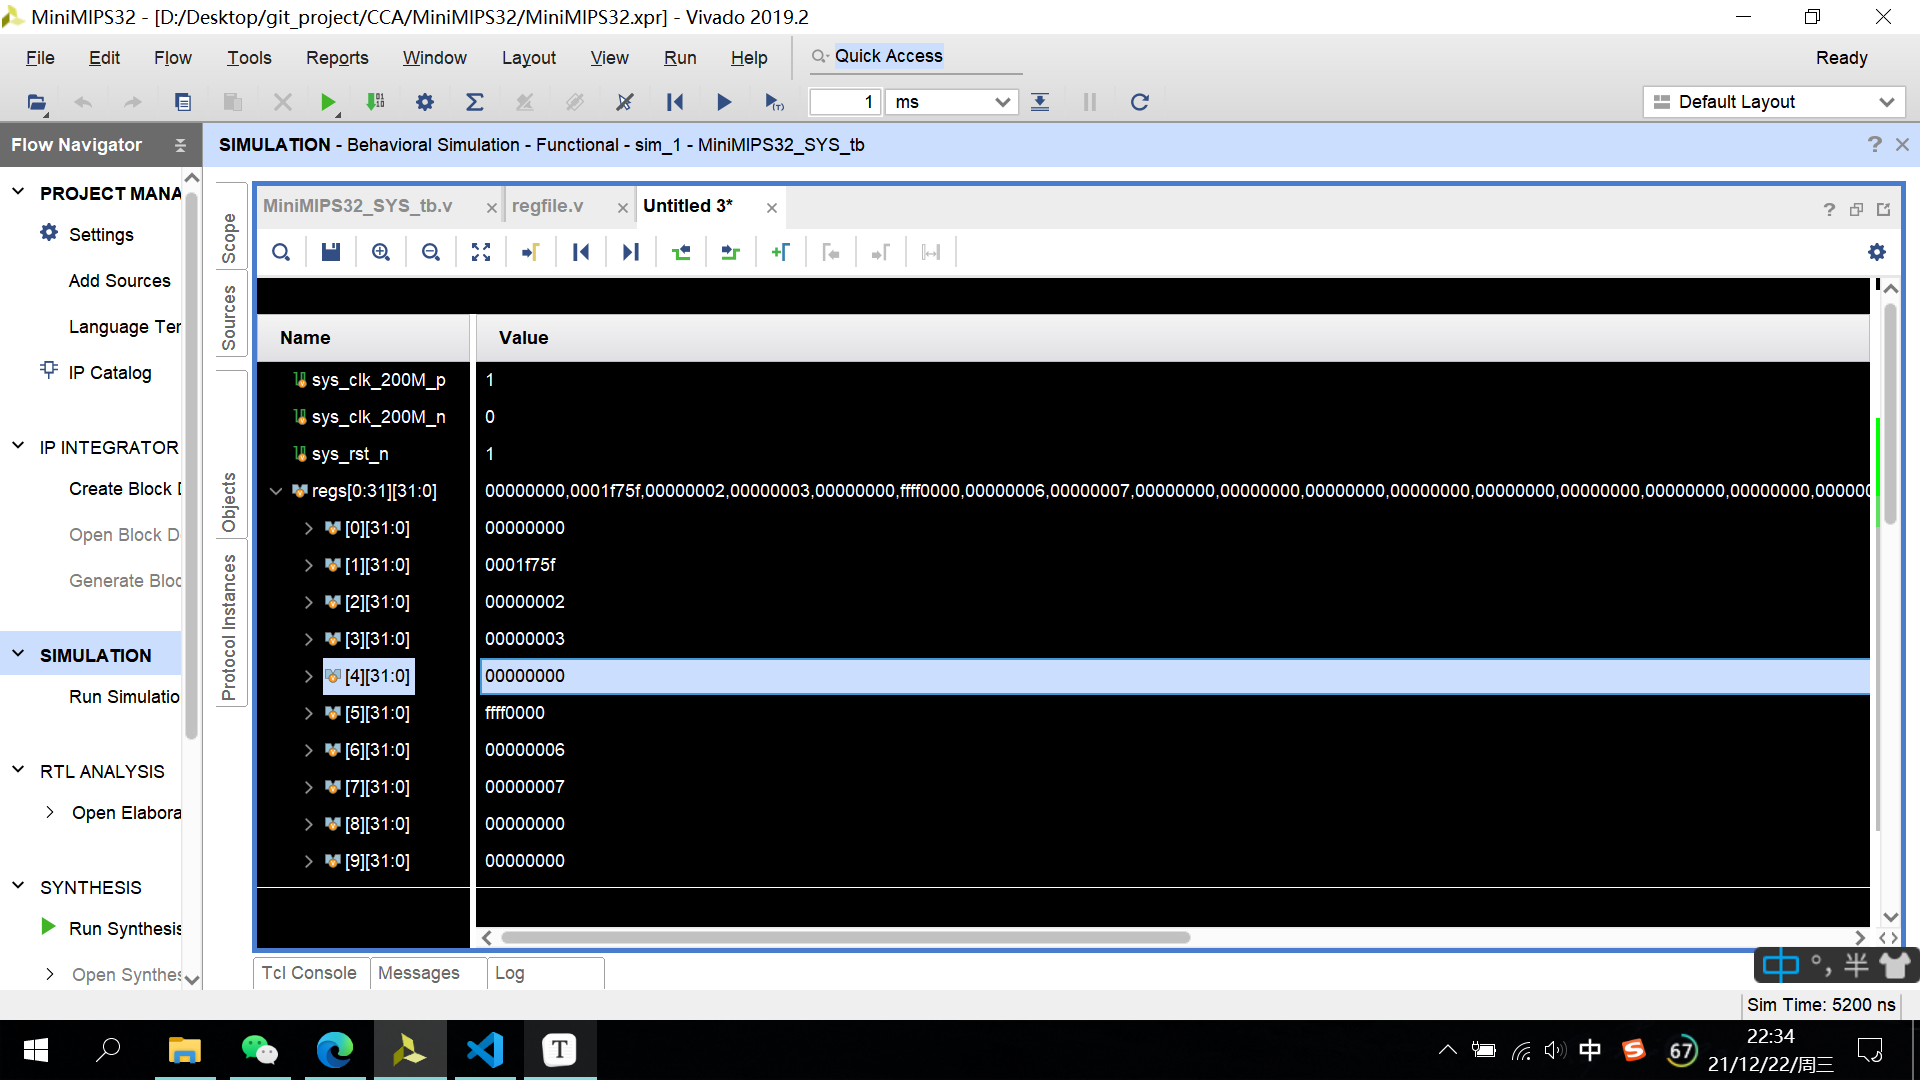 MiniMIPS32 - [D:/Desktop/git_project/CCA/MiniMIPS32/MiniMIPS32.xpr] - Vivado 2019.2
File Edit Flow Tools Reports Window Layout View Run Help Quick Access Ready
1 ms Default Layout
Flow Navigator
SIMULATION - Behavioral Simulation - Functional - sim_1 - MiniMIPS32_SYS_tb
PROJECT MANA
Settings
Add Sources
Language Ter
IP Catalog
IP INTEGRATOR
Create Block D
Open Block D
Generate Bloc
SIMULATION
Run Simulatio
RTL ANALYSIS
Open Elabora
SYNTHESIS
Run Synthesis
Open Synthes
Scope
Sources
Objects
Protocol Instances
MiniMIPS32_SYS_tb.v regfile.v Untitled 3*
Name Value
sys_clk_200M_p 1
sys_clk_200M_n 0
sys_rst_n 1
regs[0:31][31:0] 00000000,0001f75f,00000002,00000003,00000000,ffff0000,00000006,00000007,00000000,00000000,00000000,00000000,00000000,00000000,00000000,00000000,000000
[0][31:0] 00000000
[1][31:0] 0001f75f
[2][31:0] 00000002
[3][31:0] 00000003
[4][31:0] 00000000
[5][31:0] ffff0000
[6][31:0] 00000006
[7][31:0] 00000007
[8][31:0] 00000000
[9][31:0] 00000000
Tcl Console Messages Log
中 °, 半
Sim Time: 5200 ns
T
中 S 67
22:34
21/12/22/周三